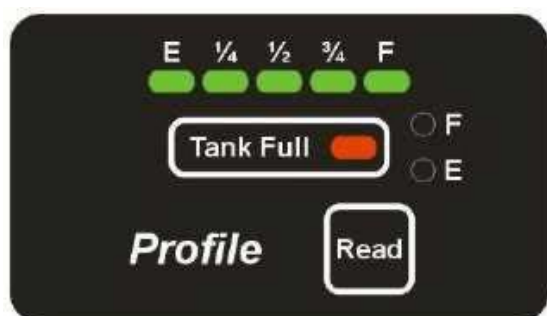 E ¼ ½ ¾ F
Tank Full
F
E
Profile
Read